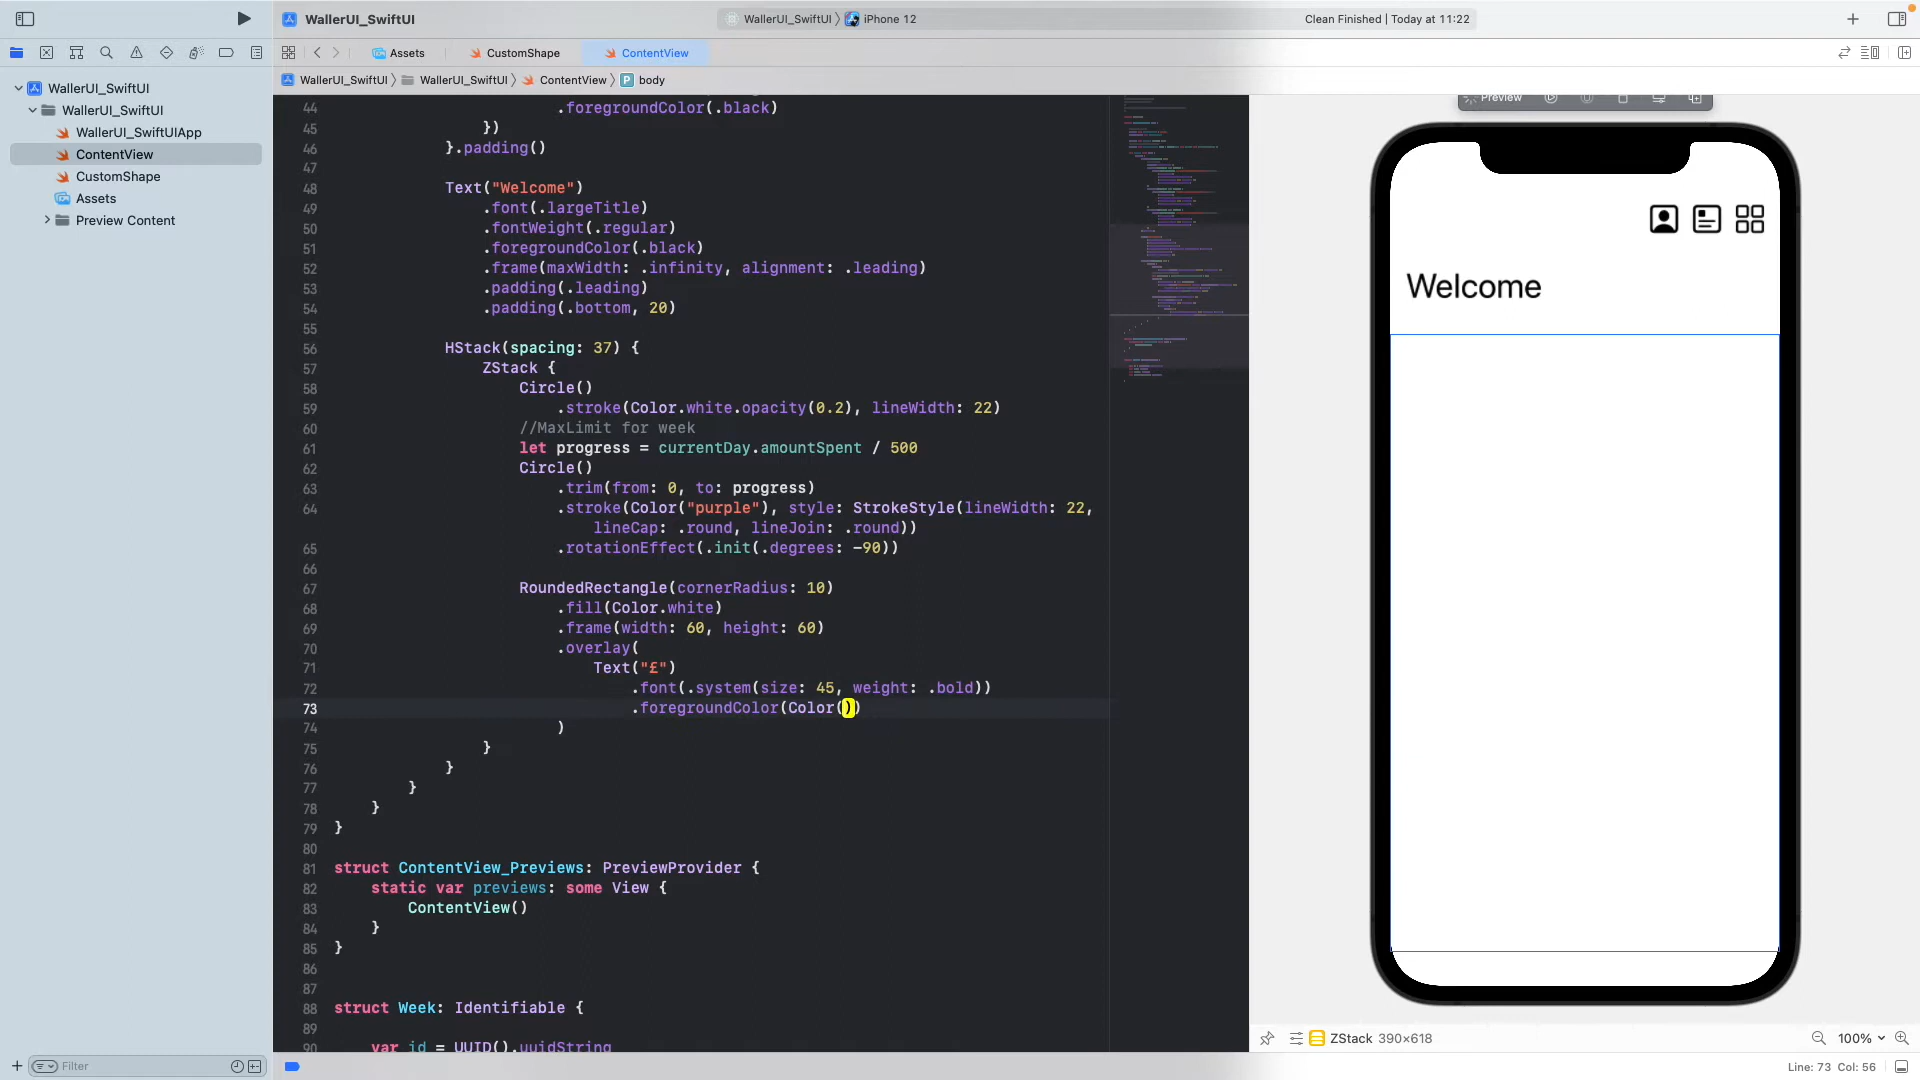 WallerUI_SwiftUI
WallerUI_SwiftUI
iPhone 12
Clean Finished | Today at 11:22
Assets
CustomShape
ContentView
WallerUI_SwiftUI
WallerUI_SwiftUI
ContentView
P
body
WallerUI_SwiftUI
WallerUI_SwiftUI
WallerUI_SwiftUIApp
ContentView
CustomShape
Assets
Preview Content
44 .foregroundColor(.black)
45 })
46 }.padding()
47
48 Text("Welcome")
49 .font(.largeTitle)
50 .fontWeight(.regular)
51 .foregroundColor(.black)
52 .frame(maxWidth: .infinity, alignment: .leading)
53 .padding(.leading)
54 .padding(.bottom, 20)
55
56 HStack(spacing: 37) {
57 ZStack {
58 Circle()
59 .stroke(Color.white.opacity(0.2), lineWidth: 22)
60 //MaxLimit for week
61 let progress = currentDay.amountSpent / 500
62 Circle()
63 .trim(from: 0, to: progress)
64 .stroke(Color("purple"), style: StrokeStyle(lineWidth: 22,
lineCap: .round, lineJoin: .round))
65 .rotationEffect(.init(.degrees: -90))
66
67 RoundedRectangle(cornerRadius: 10)
68 .fill(Color.white)
69 .frame(width: 60, height: 60)
70 .overlay(
71 Text("£")
72 .font(.system(size: 45, weight: .bold))
73 .foregroundColor(Color())
74 )
75 }
76 }
77 }
78 }
79 }
80
81 struct ContentView_Previews: PreviewProvider {
82 static var previews: some View {
83 ContentView()
84 }
85 }
86
87
88 struct Week: Identifiable {
89
90 var id = UUID().uuidString
Preview
Welcome
ZStack 390×618
100%
Filter
Line: 73 Col: 56